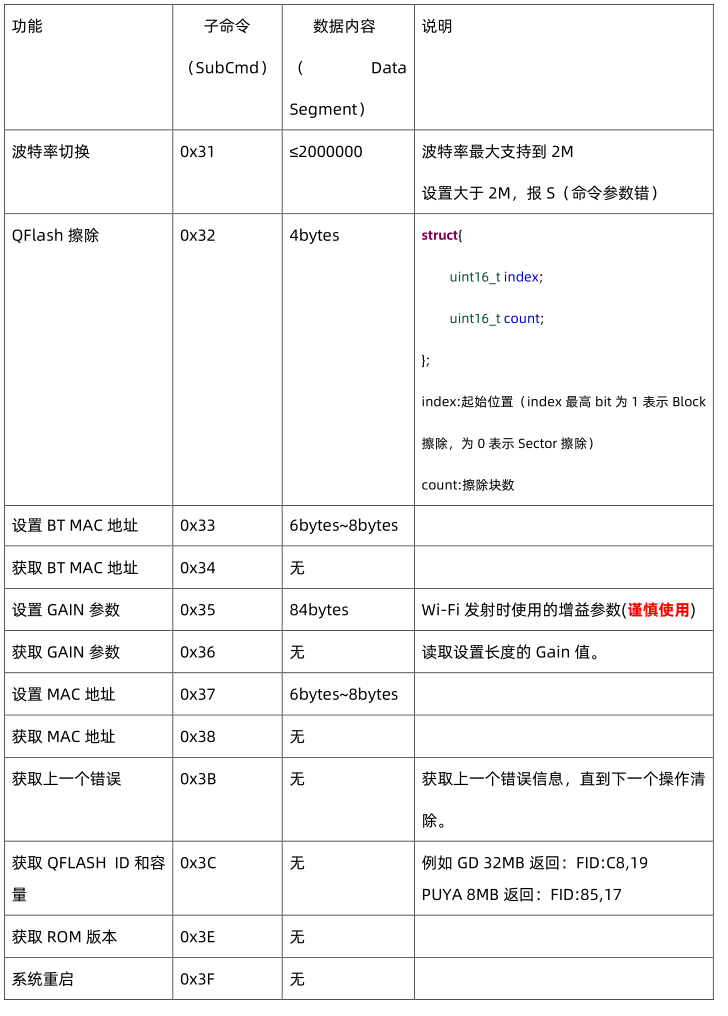 功能 子命令 数据内容 说明
（SubCmd） （ Data
Segment）
波特率切换 0x31 ≤2000000 波特率最大支持到 2M
设置大于 2M，报 S（命令参数错）
QFlash 擦除 0x32 4bytes struct{
uint16_t index;
uint16_t count;
};
index:起始位置（index 最高 bit 为 1 表示 Block
擦除，为 0 表示 Sector 擦除）
count:擦除块数
设置 BT MAC 地址 0x33 6bytes~8bytes
获取 BT MAC 地址 0x34 无
设置 GAIN 参数 0x35 84bytes Wi-Fi 发射时使用的增益参数(谨慎使用)
获取 GAIN 参数 0x36 无 读取设置长度的 Gain 值。
设置 MAC 地址 0x37 6bytes~8bytes
获取 MAC 地址 0x38 无
获取上一个错误 0x3B 无 获取上一个错误信息，直到下一个操作清
除。
获取 QFLASH ID 和容 0x3C 无 例如 GD 32MB 返回：FID:C8,19
量 PUYA 8MB 返回：FID:85,17
获取 ROM 版本 0x3E 无
系统重启 0x3F 无